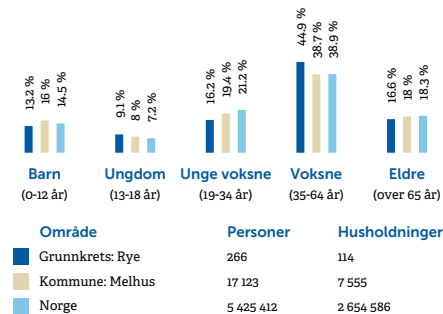 13.2 % 16 % 14.5 % 9.1 % 8 % 7.2 % 16.2 % 19.4 % 21.2 % 44.9 % 38.7 % 38.9 % 16.6 % 18 % 18.3 %
Barn Ungdom Unge voksne Voksne Eldre
(0-12 år) (13-18 år) (19-34 år) (35-64 år) (over 65 år)
Område Personer Husholdninger
Grunnkrets: Rye 266 114
Kommune: Melhus 17 123 7 555
Norge 5 425 412 2 654 586